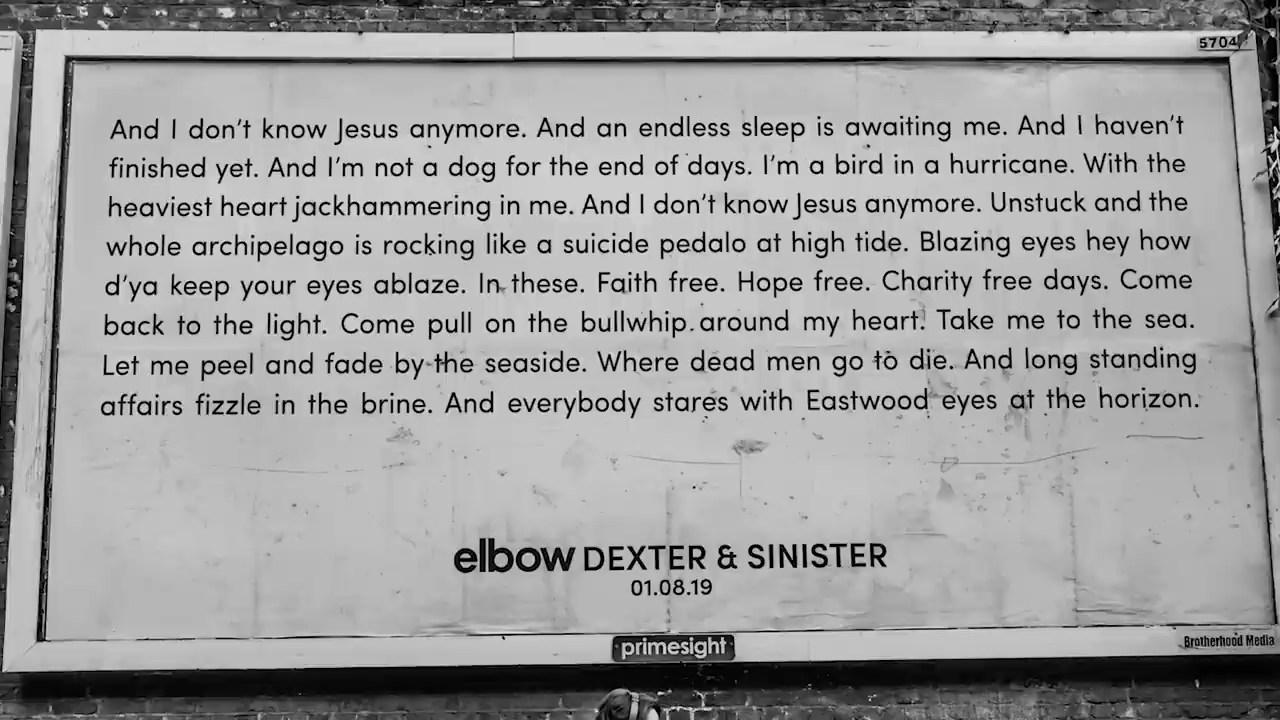 5704
And I don't know Jesus anymore. And an endless sleep is awaiting me. And I haven't
finished yet. And I'm not a dog for the end of days. I'm a bird in a hurricane. With the
heaviest heart jackhammering in me. And I don't know Jesus anymore. Unstuck and the
whole archipelago is rocking like a suicide pedalo at high tide. Blazing eyes hey how
d'ya keep your eyes ablaze. In these. Faith free. Hope free. Charity free days. Come
back to the light. Come pull on the bullwhip around my heart. Take me to the sea.
Let me peel and fade by the seaside. Where dead men go to die. And long standing
affairs fizzle in the brine. And everybody stares with Eastwood eyes at the horizon.
elbow DEXTER & SINISTER
01.08.19
primesight
Brotherhood Media